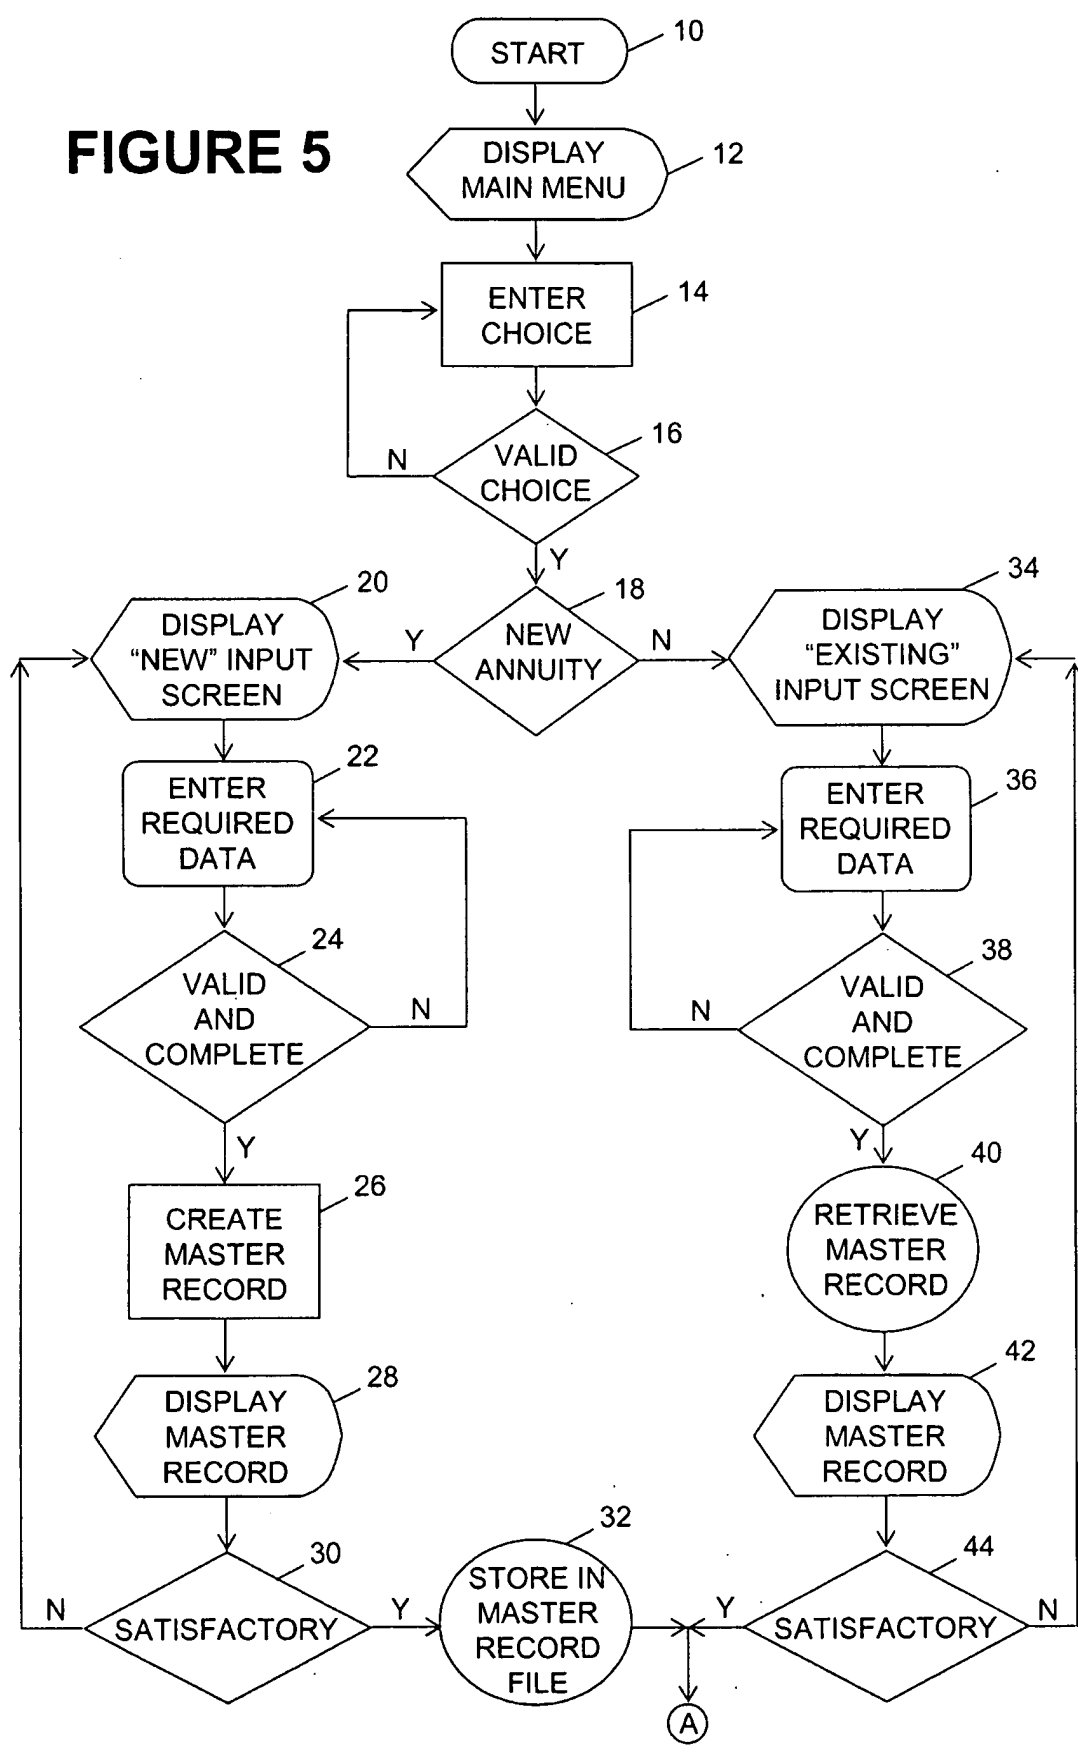 START
10
FIGURE 5
DISPLAY
MAIN MENU
12
ENTER
CHOICE
14
VALID
CHOICE
16
N
Y
NEW
ANNUITY
18
Y
N
DISPLAY
“NEW” INPUT
SCREEN
20
DISPLAY
“EXISTING”
INPUT SCREEN
34
ENTER
REQUIRED
DATA
22
ENTER
REQUIRED
DATA
36
VALID
AND
COMPLETE
24
N
Y
VALID
AND
COMPLETE
38
N
Y
CREATE
MASTER
RECORD
26
RETRIEVE
MASTER
RECORD
40
DISPLAY
MASTER
RECORD
28
DISPLAY
MASTER
RECORD
42
SATISFACTORY
30
N
Y
STORE IN
MASTER
RECORD
FILE
32
SATISFACTORY
44
Y
N
A